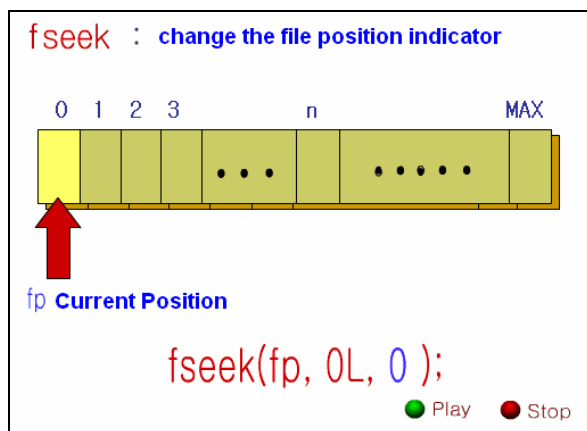 fseek : change the file position indicator
0 1 2 3 n MAX
fp Current Position
fseek(fp, 0L, 0 );
Play Stop